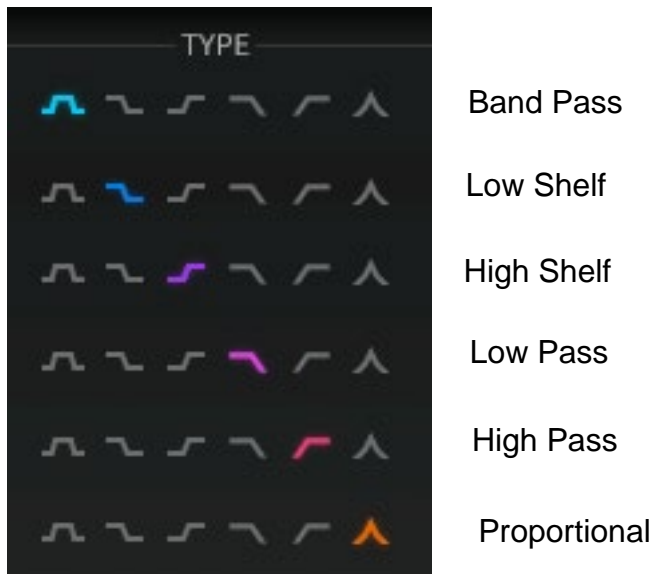 TYPE
Band Pass
Low Shelf
High Shelf
Low Pass
High Pass
Proportional